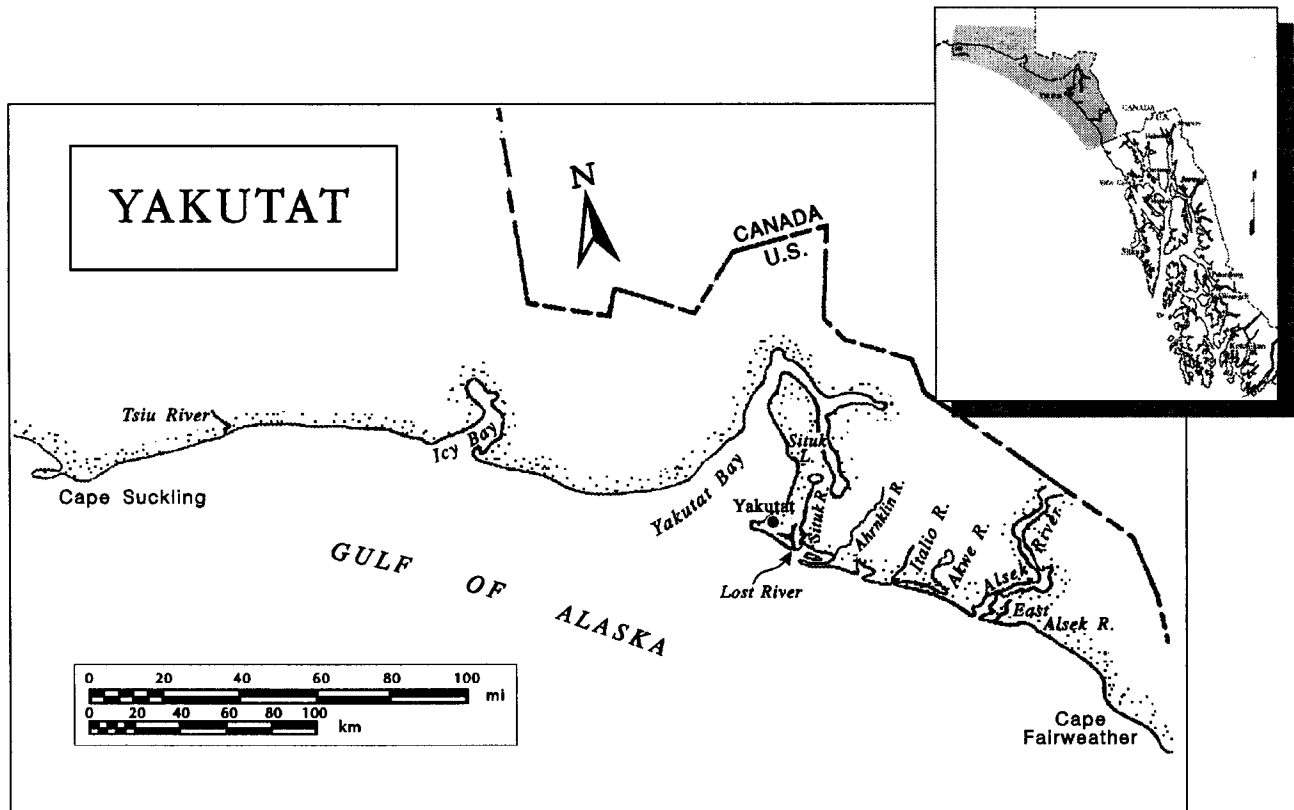 YAKUTAT
N
CANADA
U.S.
CANADA
Tsiu River
Icy Bay
Cape Suckling
Yakutat Bay
Situk
L.
Yakutat
Situk R.
Ahrnklin R.
Italio R.
Akwe R.
Alsek
River
East
Alsek R.
Lost River
GULF OF ALASKA
Cape
Fairweather
0 20 40 60 80 100 mi
0 20 40 60 80 100 km